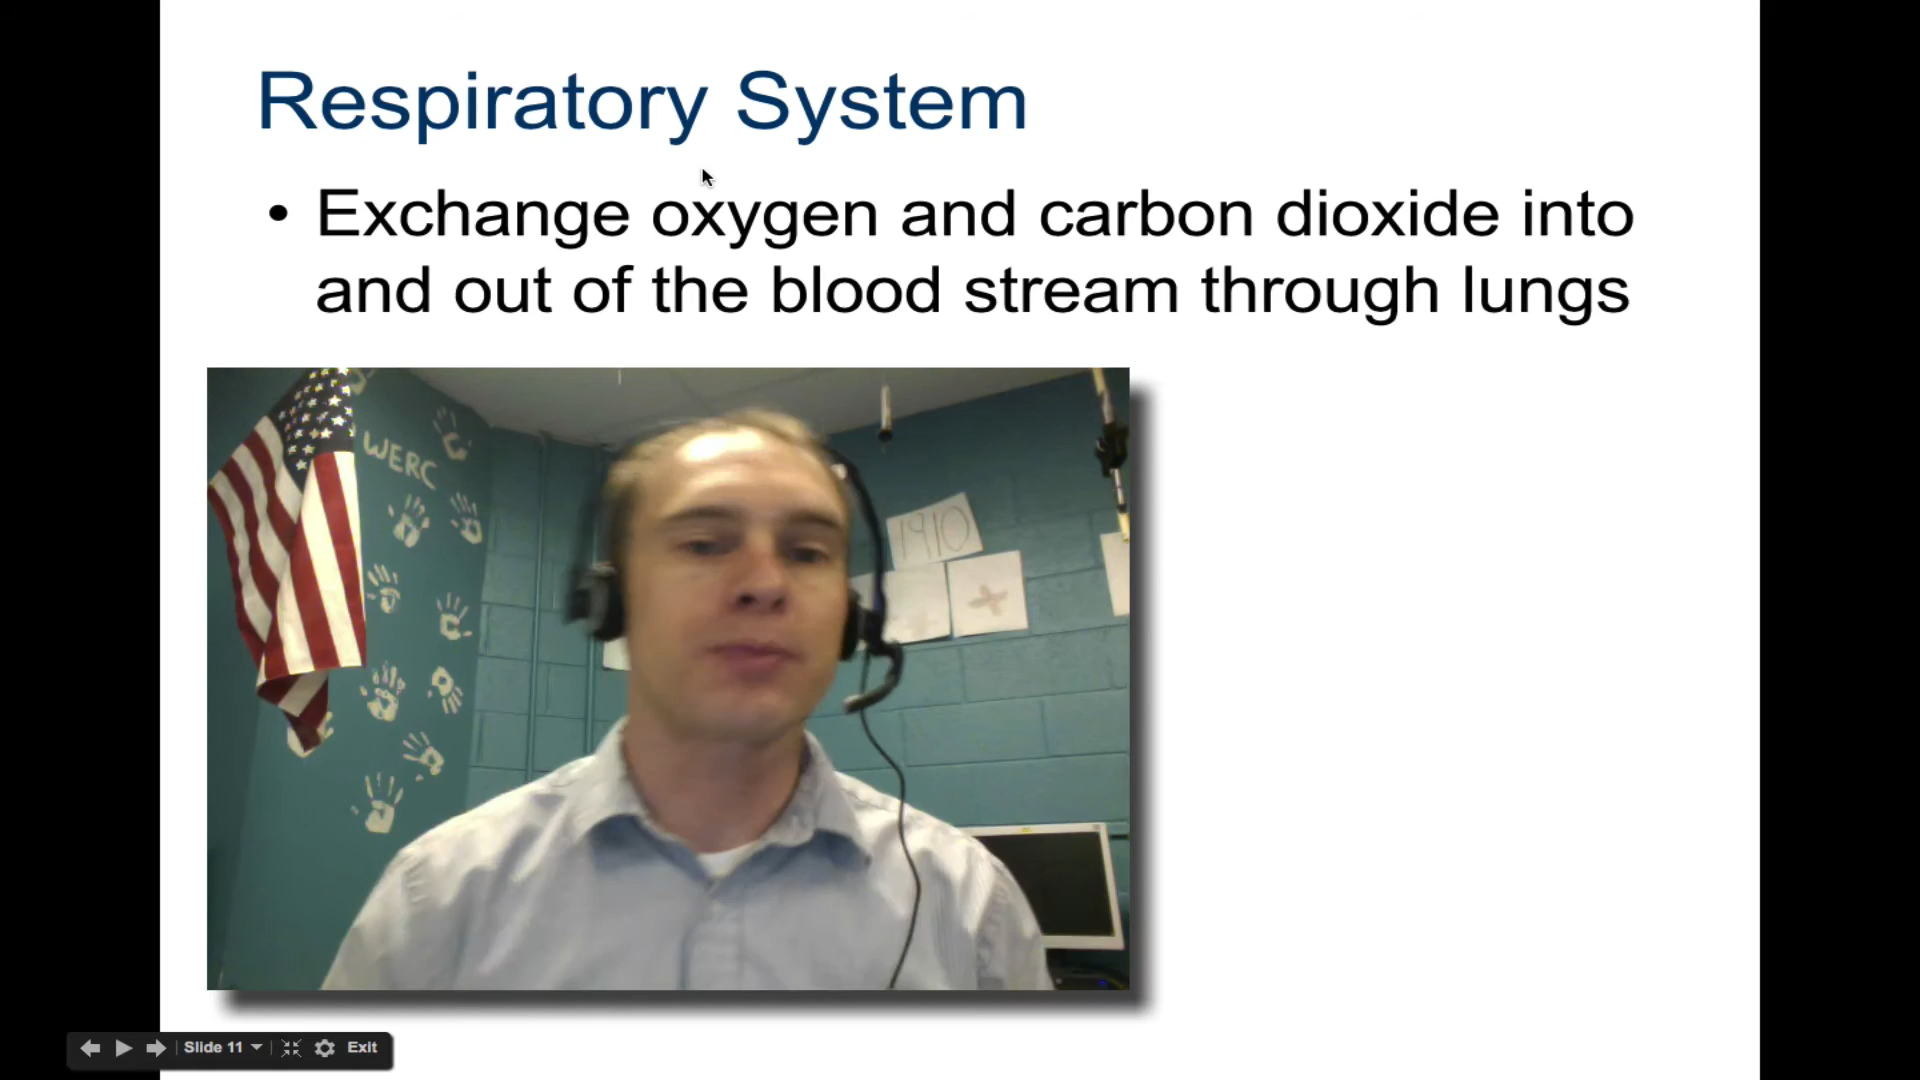 Respiratory System
• Exchange oxygen and carbon dioxide into
and out of the blood stream through lungs
WERC
1910
Slide 11
Exit